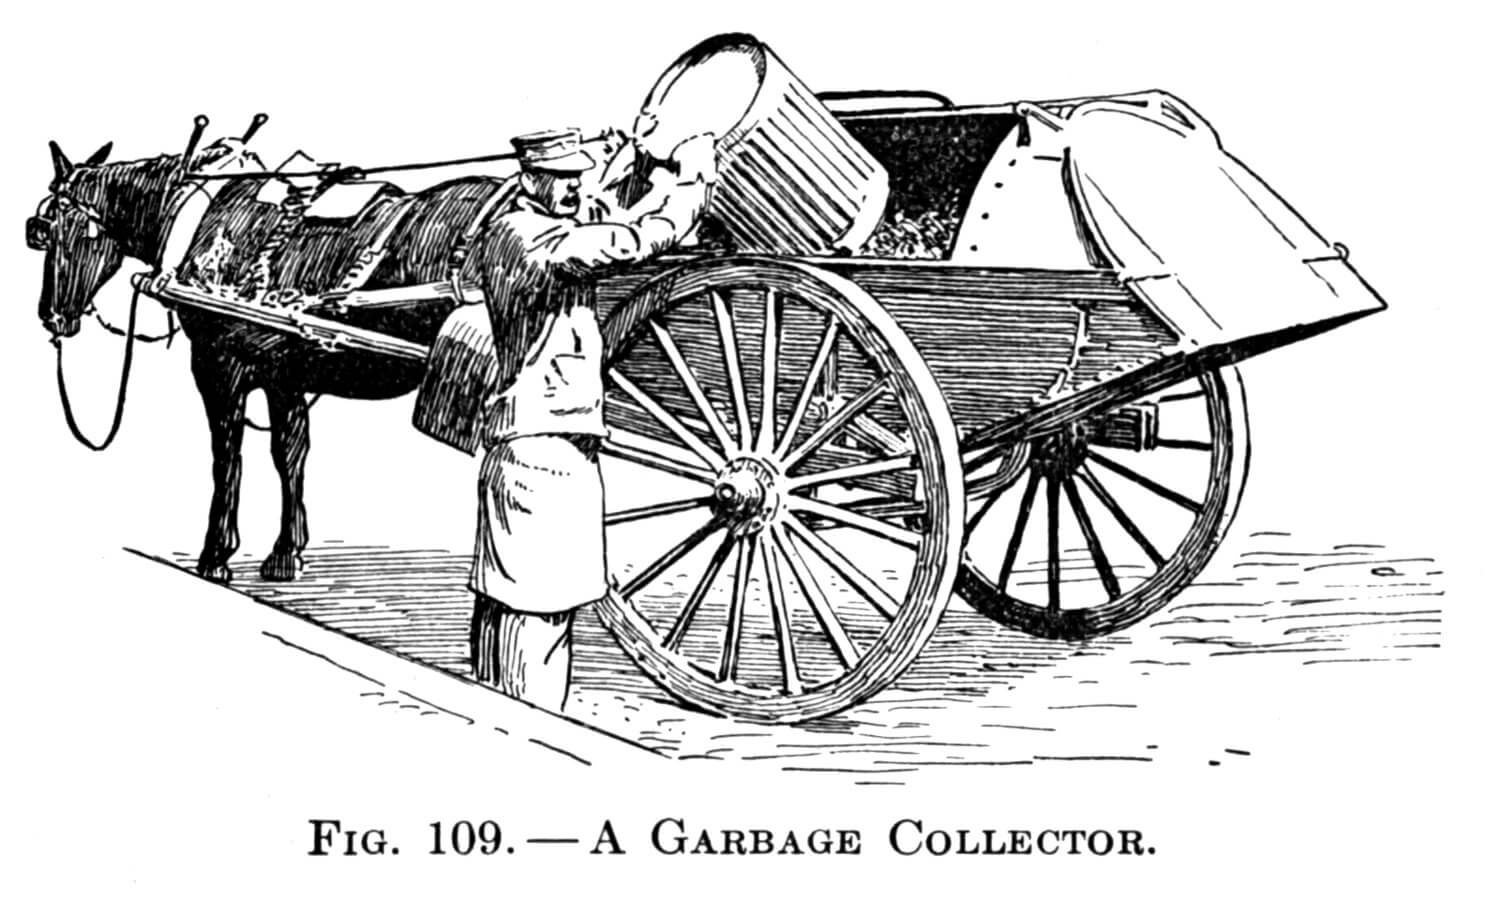 Fig. 109. — A Garbage Collector.